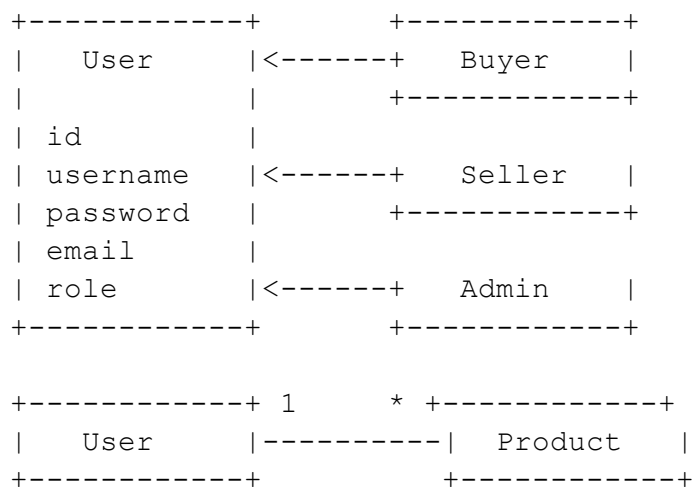 +------------+       +------------+
|   User     |<------+   Buyer    |
|            |       +------------+
| id         |
| username   |<------+   Seller   |
| password   |       +------------+
| email      |
| role       |<------+   Admin    |
+------------+       +------------+
+------------+ 1     * +------------+
|   User     |----------|  Product   |
+------------+          +------------+